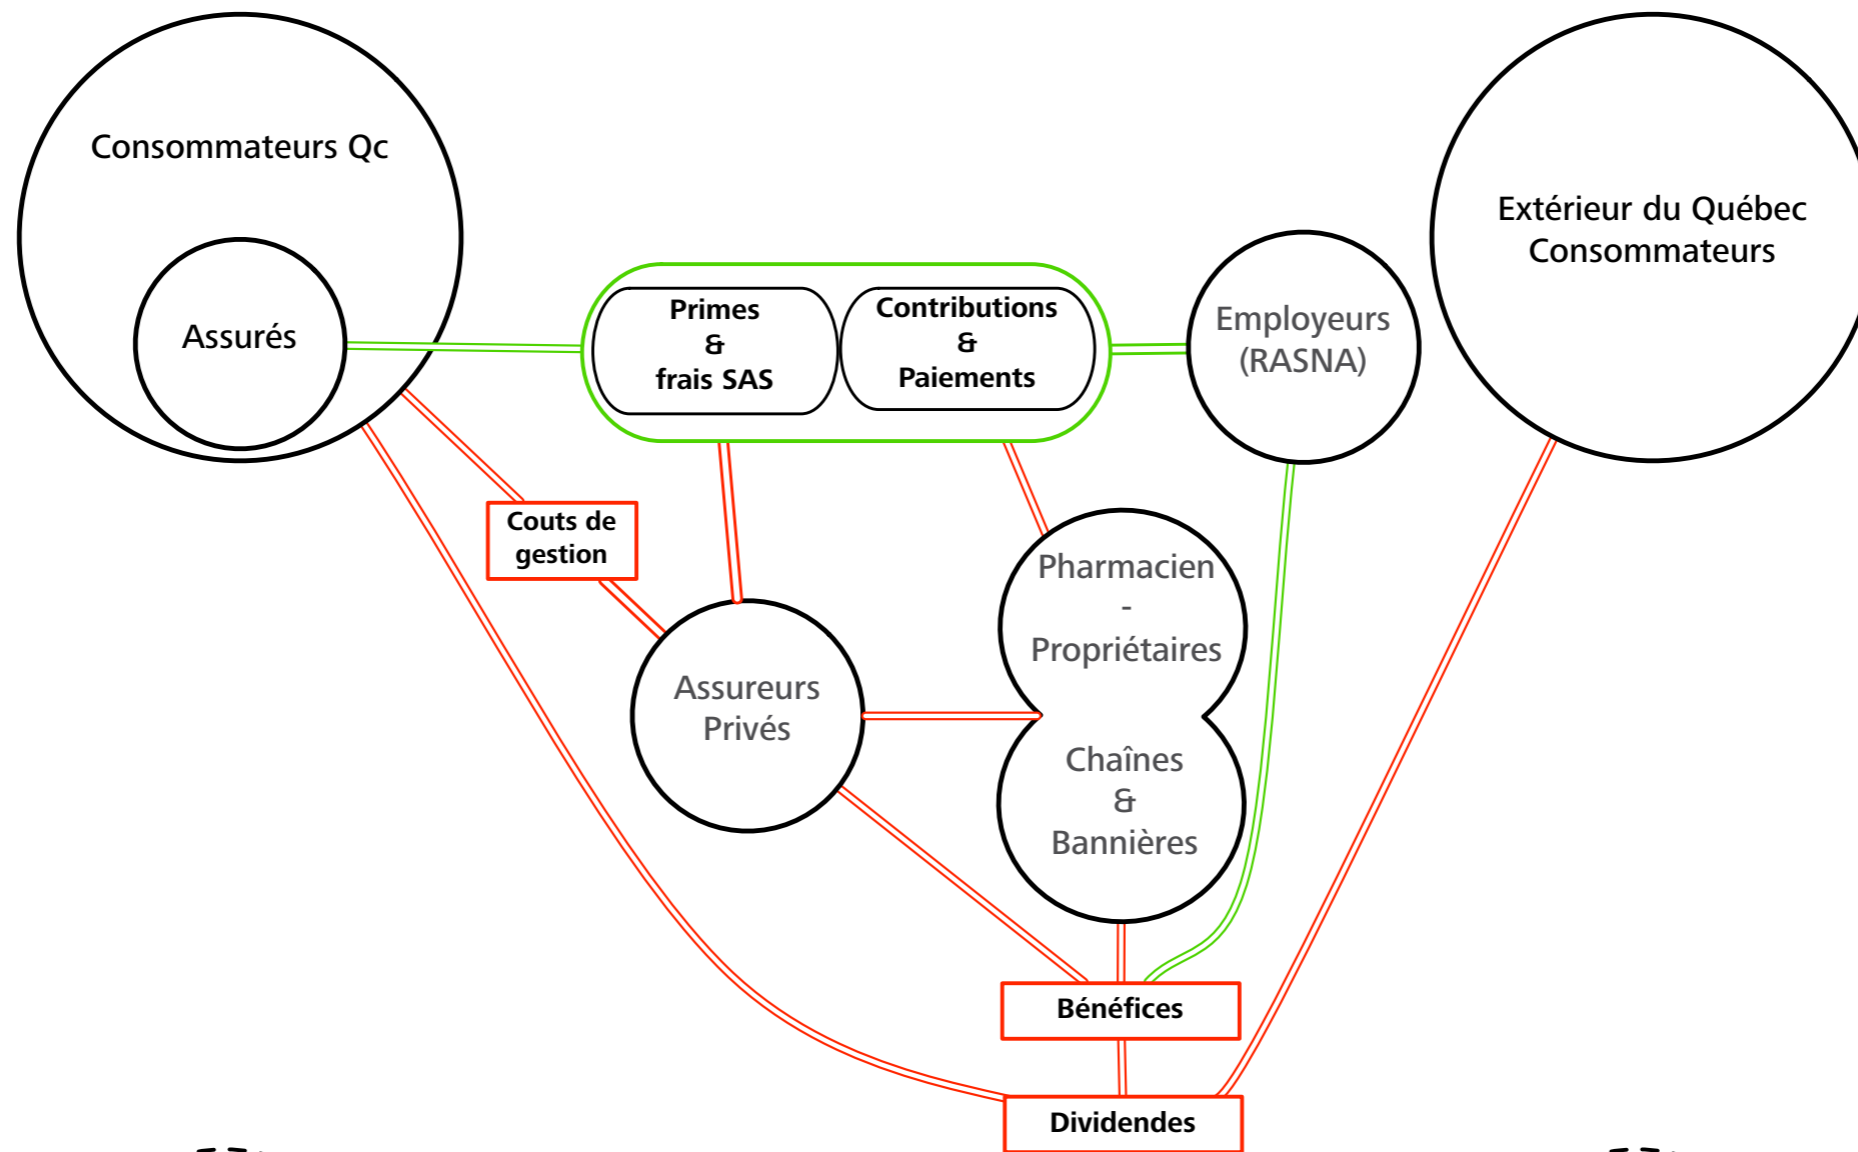 Consommateurs Qc
Assurés
Primes
&
frais SAS
Contributions
&
Paiements
Employeurs
(RASNA)
Extérieur du Québec
Consommateurs
Couts de
gestion
Assureurs
Privés
Pharmacien
-
Propriétaires
Chaînes
&
Bannières
Bénéfices
Dividendes